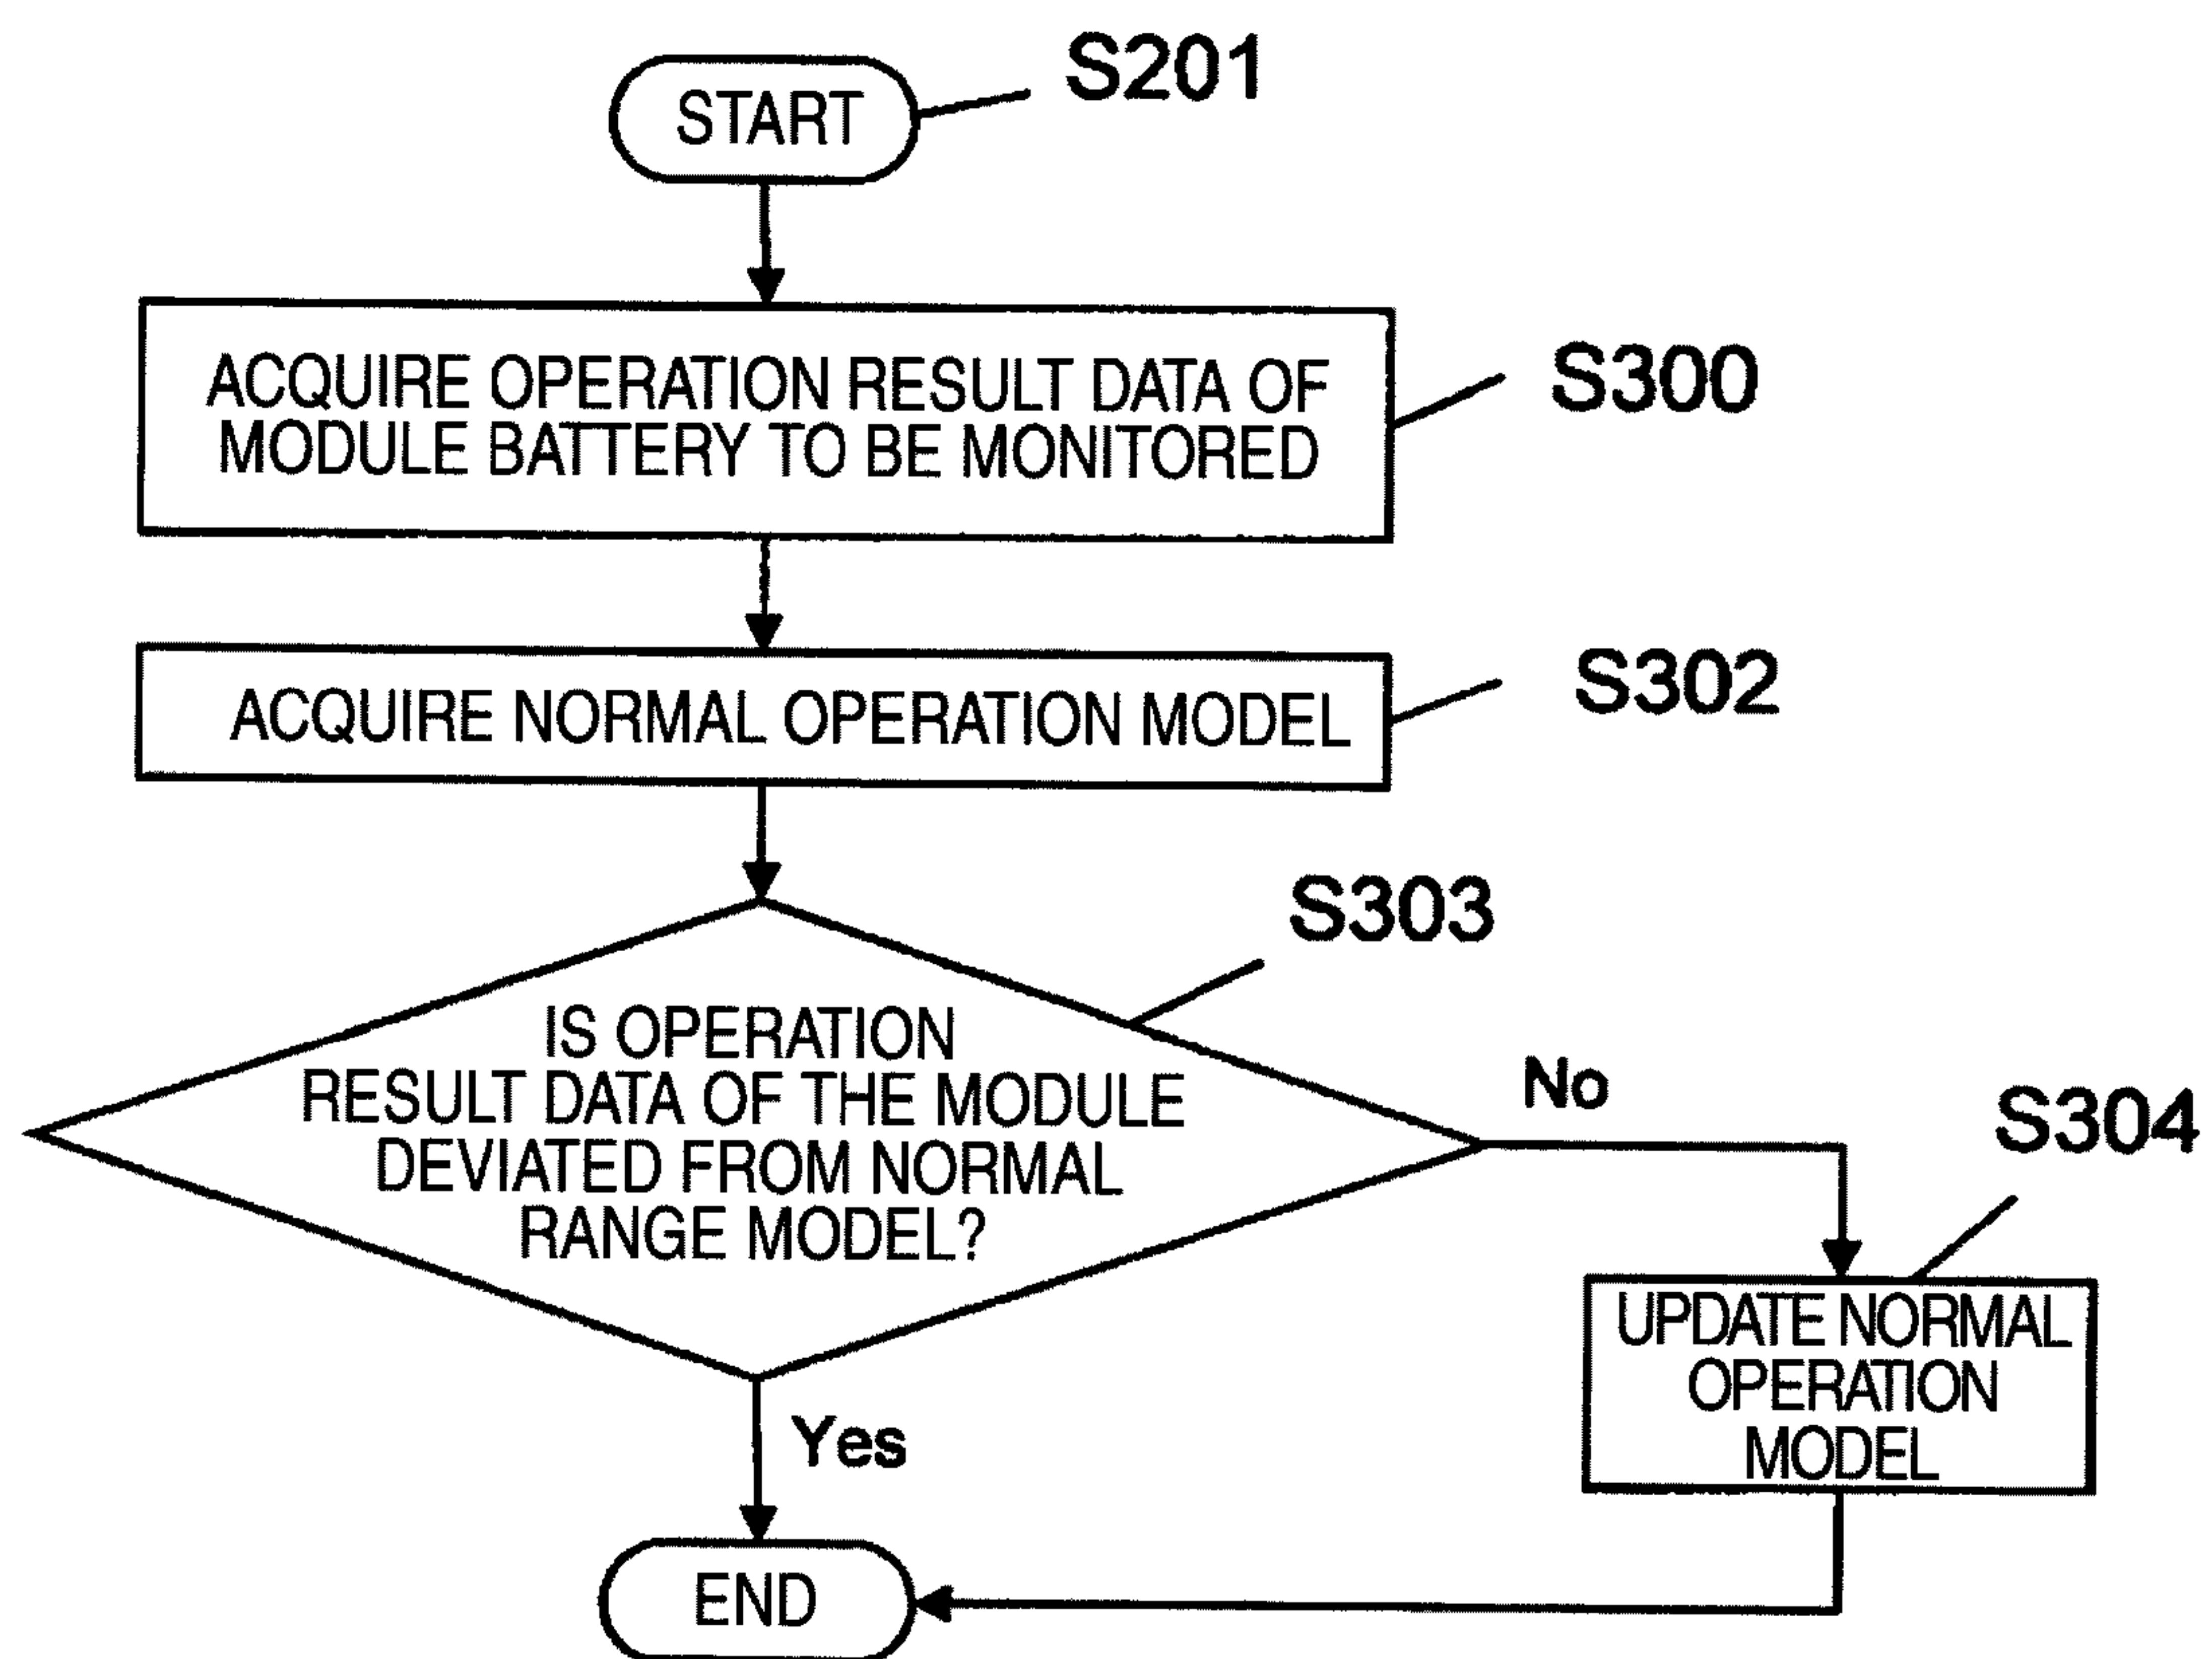 START
S201
ACQUIRE OPERATION RESULT DATA OF
MODULE BATTERY TO BE MONITORED
S300
ACQUIRE NORMAL OPERATION MODEL
S302
S303
IS OPERATION
RESULT DATA OF THE MODULE
DEVIATED FROM NORMAL
RANGE MODEL?
No
S304
UPDATE NORMAL
OPERATION
MODEL
Yes
END